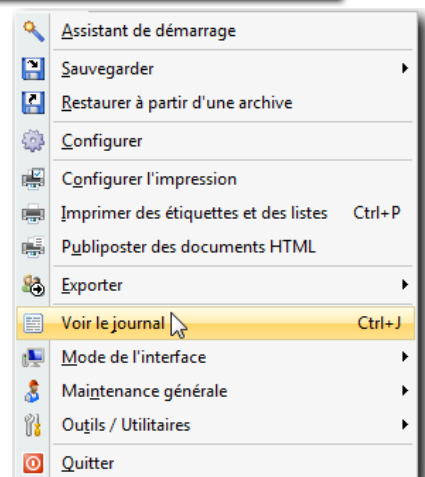 Assistant de démarrage
Sauvegarder
Restaurer à partir d'une archive
Configurer
Configurer l'impression
Imprimer des étiquettes et des listes Ctrl+P
Publiposter des documents HTML
Exporter
Voir le journal Ctrl+J
Mode de l'interface
Maintenance générale
Outils / Utilitaires
Quitter